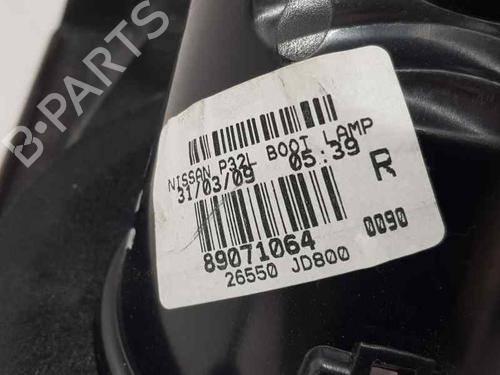 B-PARTS
NISSAN P32L BOOT LAMP
31/03/09 05:39
R
89071064 0090
26550 JD800